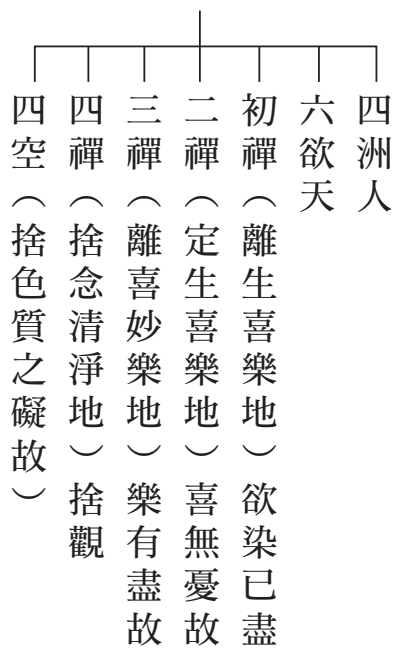 四洲人
六欲天
初禪（離生喜樂地）欲染已盡
二禪（定生喜樂地）喜無憂故
三禪（離喜妙樂地）樂有盡故
四禪（捨念清淨地）捨觀
四空（捨色質之礙故）